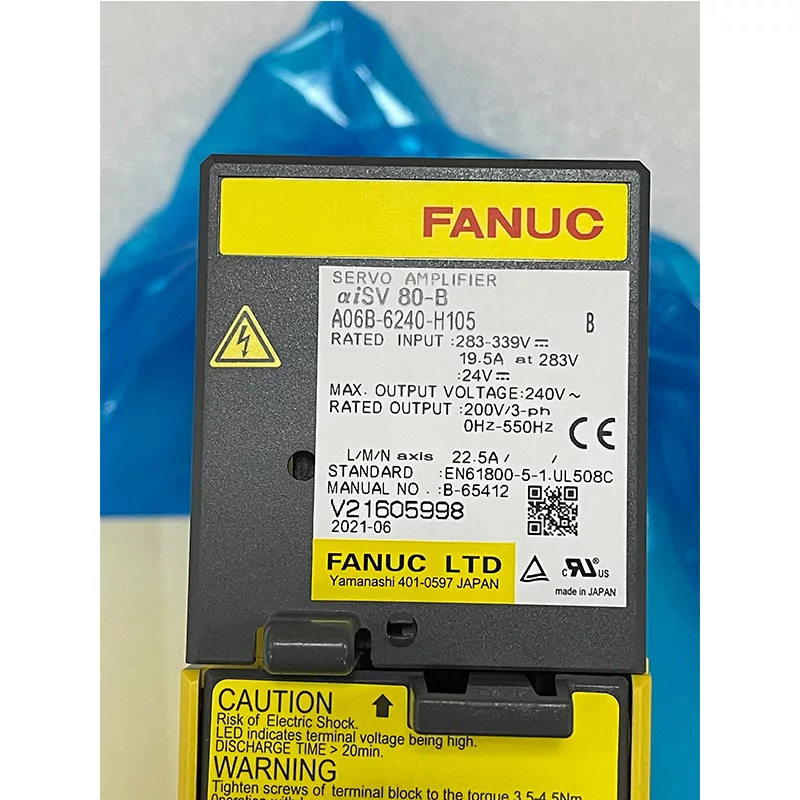 FANUC
SERVO AMPLIFIER
αiSV 80-B
A06B-6240-H105 B
RATED INPUT :283-339V⎓
19.5A at 283V
:24V⎓
MAX. OUTPUT VOLTAGE:240V~
RATED OUTPUT :200V/3-ph
0Hz-550Hz
CE
L/M/N axis 22.5A/ /
STANDARD :EN61800-5-1.UL508C
MANUAL NO. :B-65412
V21605998
2021-06
FANUC LTD
Yamanashi 401-0597 JAPAN
c UR US
made in JAPAN
CAUTION
Risk of Electric Shock.
LED indicates terminal voltage being high.
DISCHARGE TIME > 20min.
WARNING
Tighten screws of terminal block to the torque 3.5-4.5Nm